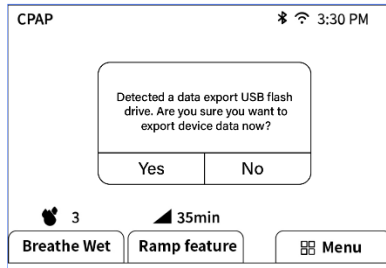 CPAP 3:30 PM
Detected a data export USB flash
drive. Are you sure you want to
export device data now?
Yes No
3 35min
Breathe Wet Ramp feature Menu